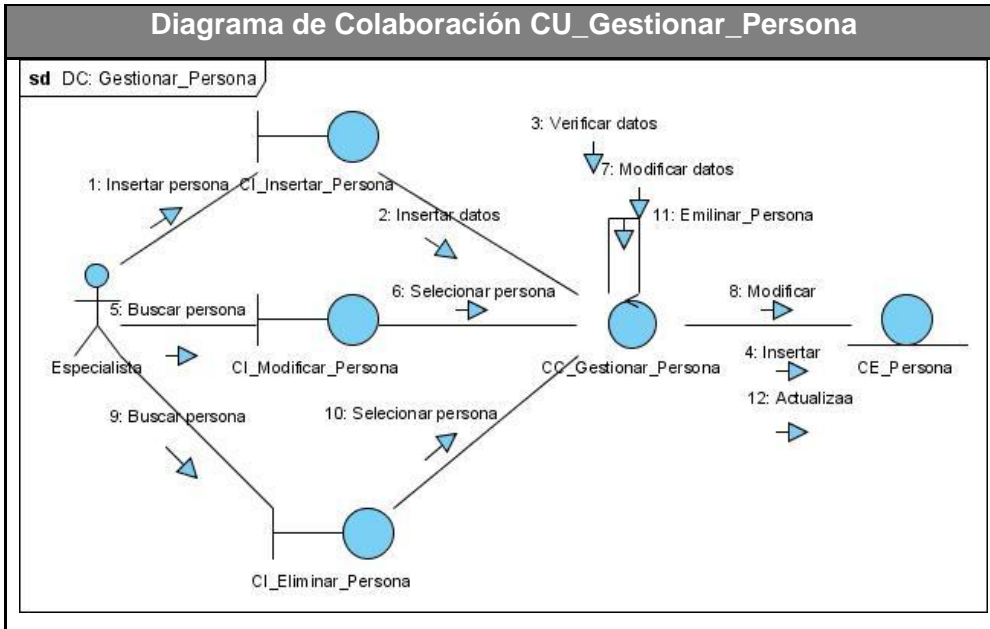 Diagrama de Colaboración CU_Gestionar_Persona
sd DC: Gestionar_Persona
3: Verificar datos
7: Modificar datos
1: Insertar persona
CI_Insertar_Persona
2: Insertar datos
11: Emilinar_Persona
5: Buscar persona
6: Selecionar persona
8: Modificar
Especialista
CI_Modificar_Persona
CC_Gestionar_Persona
4: Insertar
CE_Persona
12: Actualizaa
9: Buscar persona
10: Selecionar persona
CI_Eliminar_Persona